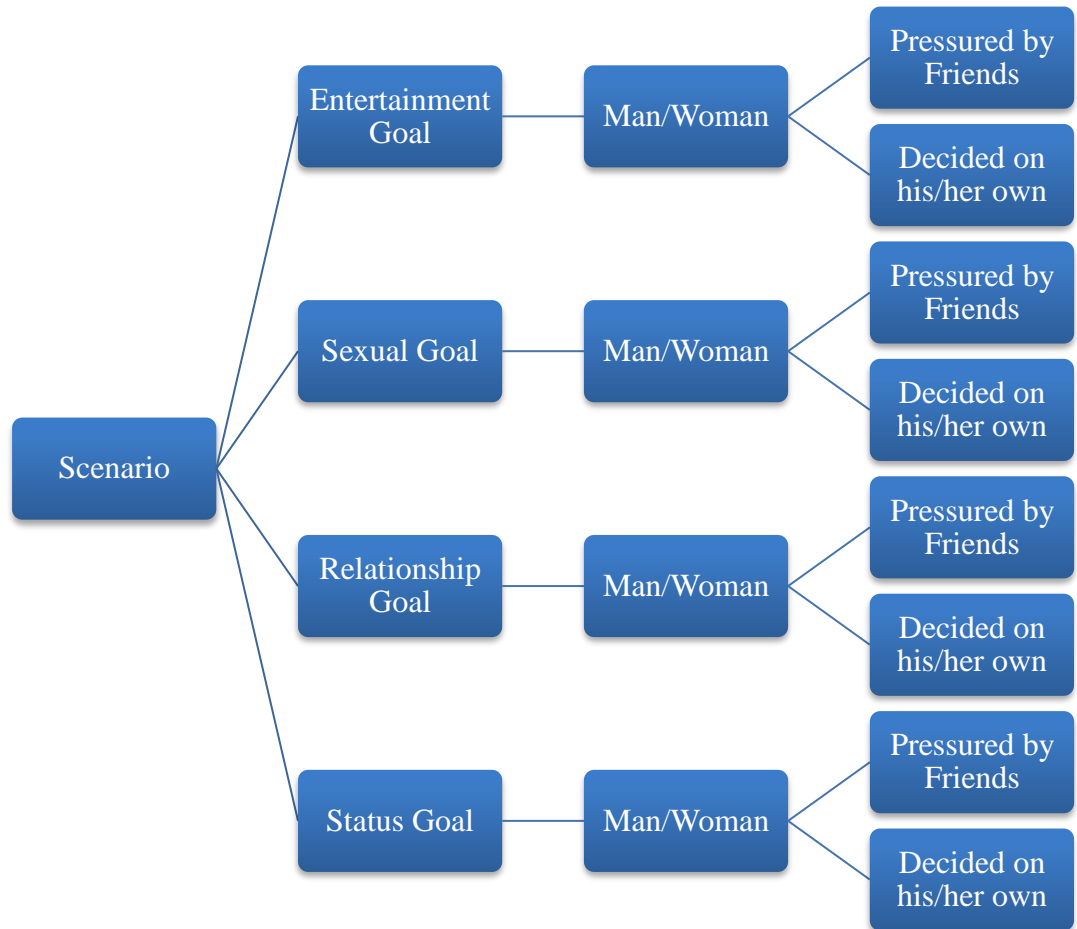 Pressured by
Friends
Entertainment
Goal
Man/Woman
Decided on
his/her own
Pressured by
Friends
Sexual Goal
Man/Woman
Decided on
his/her own
Scenario
Pressured by
Friends
Relationship
Goal
Man/Woman
Decided on
his/her own
Pressured by
Friends
Status Goal
Man/Woman
Decided on
his/her own